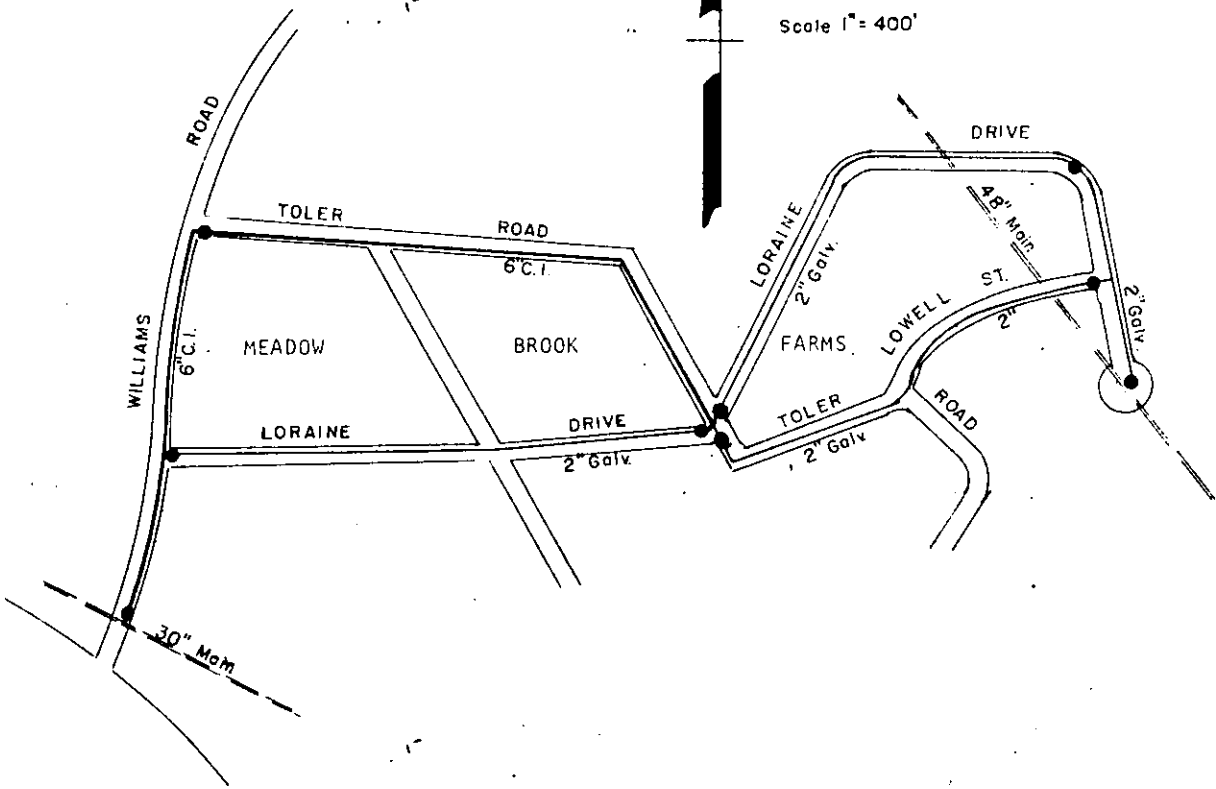 Scale 1" = 400'
ROAD
DRIVE
TOLER
ROAD
48" Main
LORAINE
6" C.I.
2" Galv.
ST.
LOWELL
2"
2" Galv.
WILLIAMS
6" C.I.
MEADOW
BROOK
FARMS.
TOLER
ROAD
LORAINE
DRIVE
2" Galv.
2" Galv
30" Main